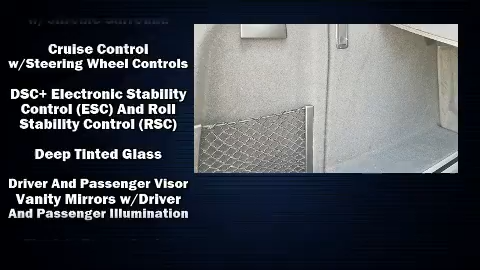 Cruise Control
w/Steering Wheel Controls
DSC+ Electronic Stability
Control (ESC) And Roll
Stability Control (RSC)
Deep Tinted Glass
Driver And Passenger Visor
Vanity Mirrors w/Driver
And Passenger Illumination